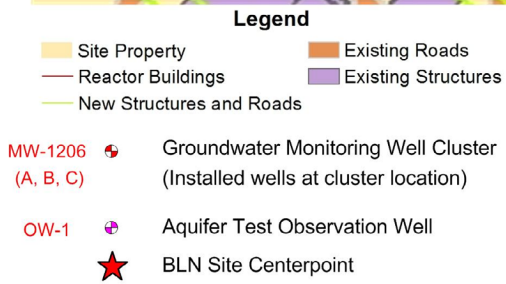 Legend
Site Property
Existing Roads
Reactor Buildings
Existing Structures
New Structures and Roads
MW-1206 Groundwater Monitoring Well Cluster
(A, B, C) (Installed wells at cluster location)
OW-1 Aquifer Test Observation Well
BLN Site Centerpoint